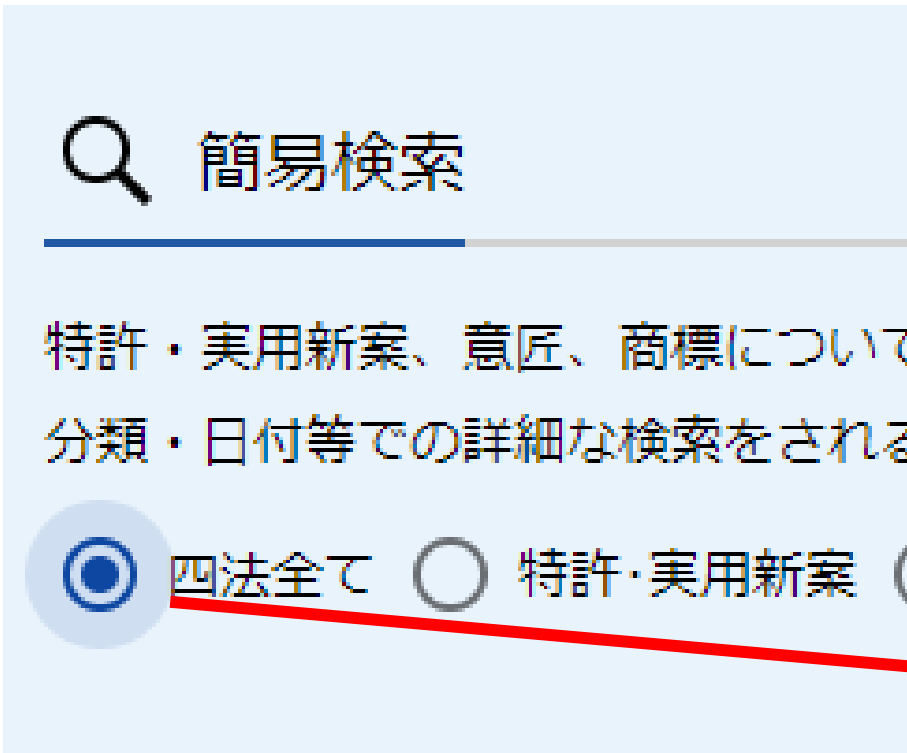 簡易検索
特許・実用新案、意匠、商標について
分類・日付等での詳細な検索をされる
四法全て 特許·実用新案